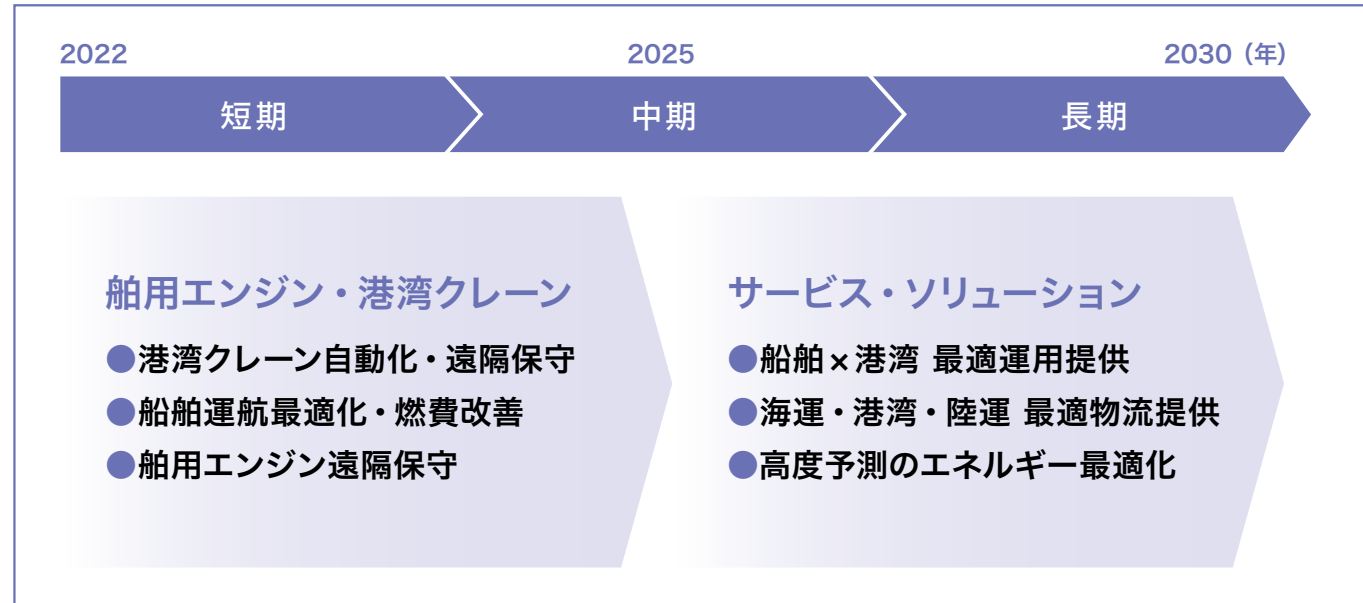 2022 2025 2030（年）
短期 中期 長期
舶用エンジン・港湾クレーン
●港湾クレーン自動化・遠隔保守
●船舶運航最適化・燃費改善
●舶用エンジン遠隔保守
サービス・ソリューション
●船舶×港湾 最適運用提供
●海運・港湾・陸運 最適物流提供
●高度予測のエネルギー最適化